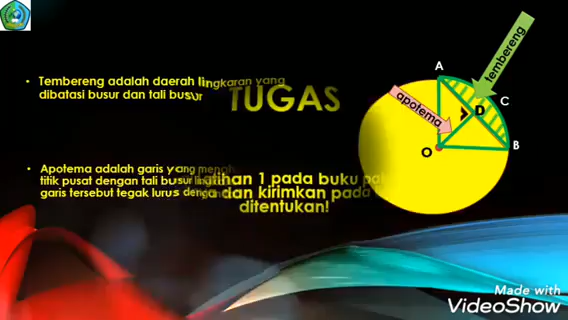 • Tembereng adalah daerah lingkaran yang
dibatasi busur dan tali busur
TUGAS
• Apotema adalah garis yang
titik pusat dengan tali busur
garis tersebut tegak lurus
latihan 1 pada buku
dan kirimkan pada
ditentukan!
A
tembereng
C
apotema
D
B
O
Made with
VideoShow